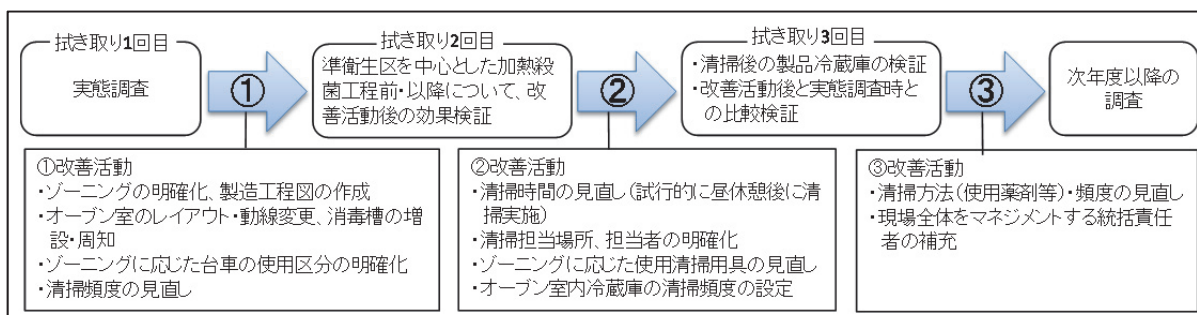 拭き取り1回目
実態調査
①
拭き取り2回目
準衛生区を中心とした加熱殺
菌工程前・以降について、改
善活動後の効果検証
②
拭き取り3回目
・清掃後の製品冷蔵庫の検証
・改善活動後と実態調査時と
の比較検証
③
次年度以降の
調査
①改善活動
・ゾーニングの明確化、製造工程図の作成
・オーブン室のレイアウト・動線変更、消毒槽の増
設・周知
・ゾーニングに応じた台車の使用区分の明確化
・清掃頻度の見直し
②改善活動
・清掃時間の見直し(試行的に昼休憩後に清
掃実施)
・清掃担当場所、担当者の明確化
・ゾーニングに応じた使用清掃用具の見直し
・オーブン室内冷蔵庫の清掃頻度の設定
③改善活動
・清掃方法(使用薬剤等)・頻度の見直し
・現場全体をマネジメントする統括責任
者の補充